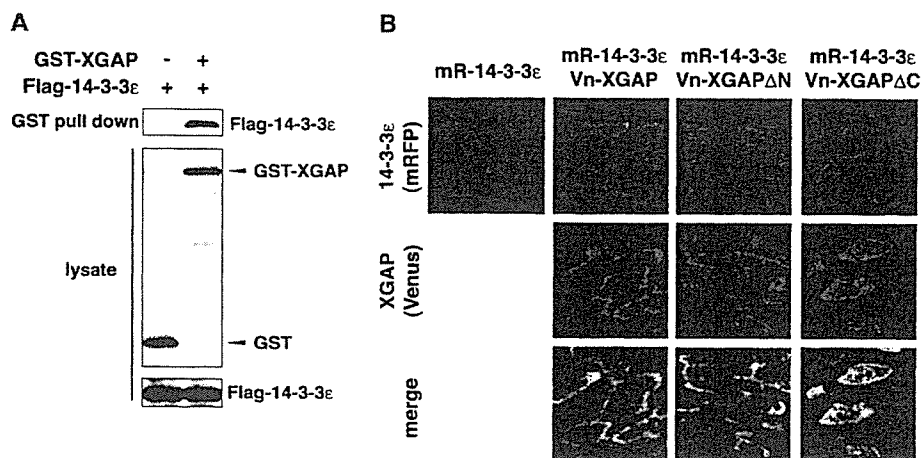 A
GST-XGAP - +
Flag-14-3-3ε + +
GST pull down
Flag-14-3-3ε
GST-XGAP
lysate
GST
Flag-14-3-3ε
B
mR-14-3-3ε
mR-14-3-3ε
Vn-XGAP
mR-14-3-3ε
Vn-XGAPΔN
mR-14-3-3ε
Vn-XGAPΔC
14-3-3ε
(mRFP)
XGAP
(Venus)
merge